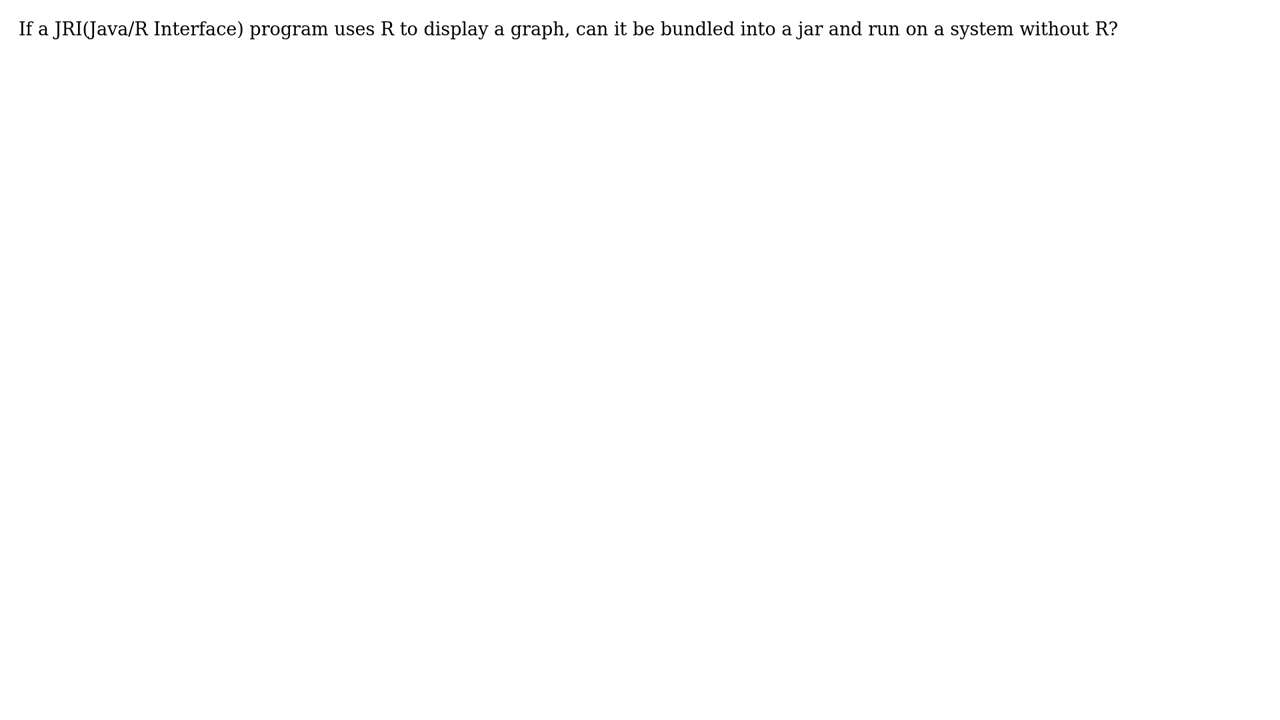 If a JRI(Java/R Interface) program uses R to display a graph, can it be bundled into a jar and run on a system without R?